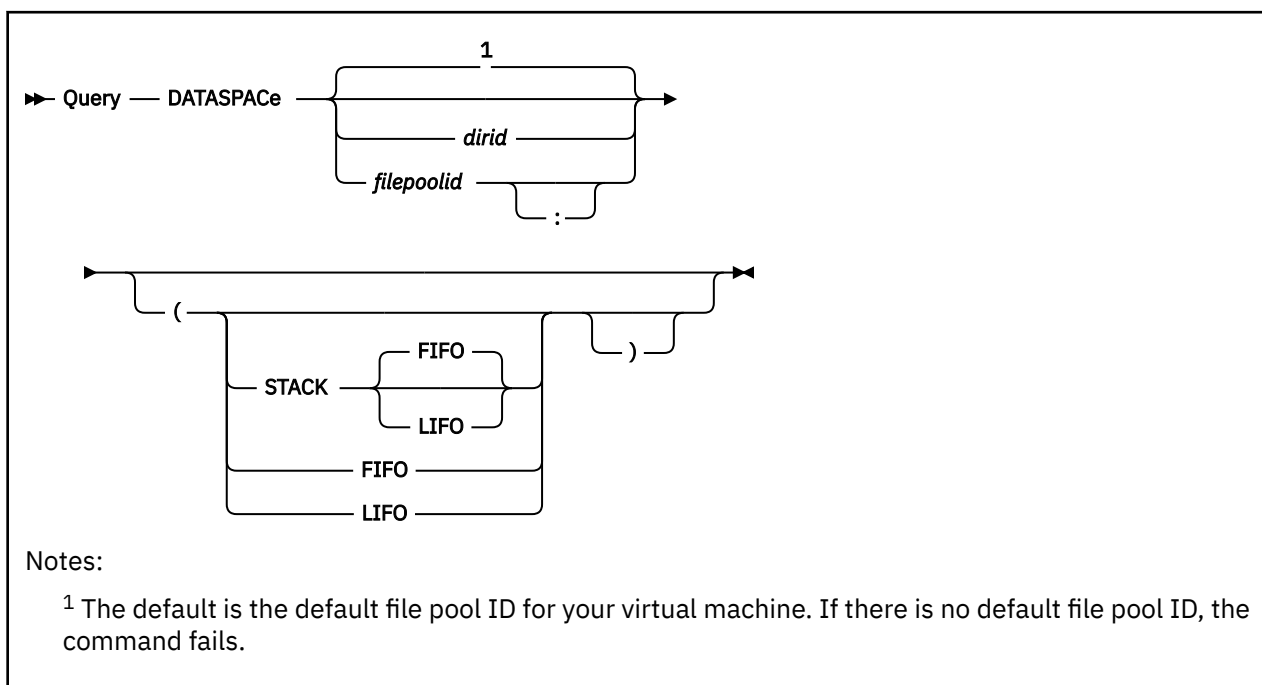 1
Query DATASPACe
dirid
filepoolid :
( )
FIFO
STACK
LIFO
FIFO
LIFO
Notes:
1 The default is the default file pool ID for your virtual machine. If there is no default file pool ID, the
command fails.